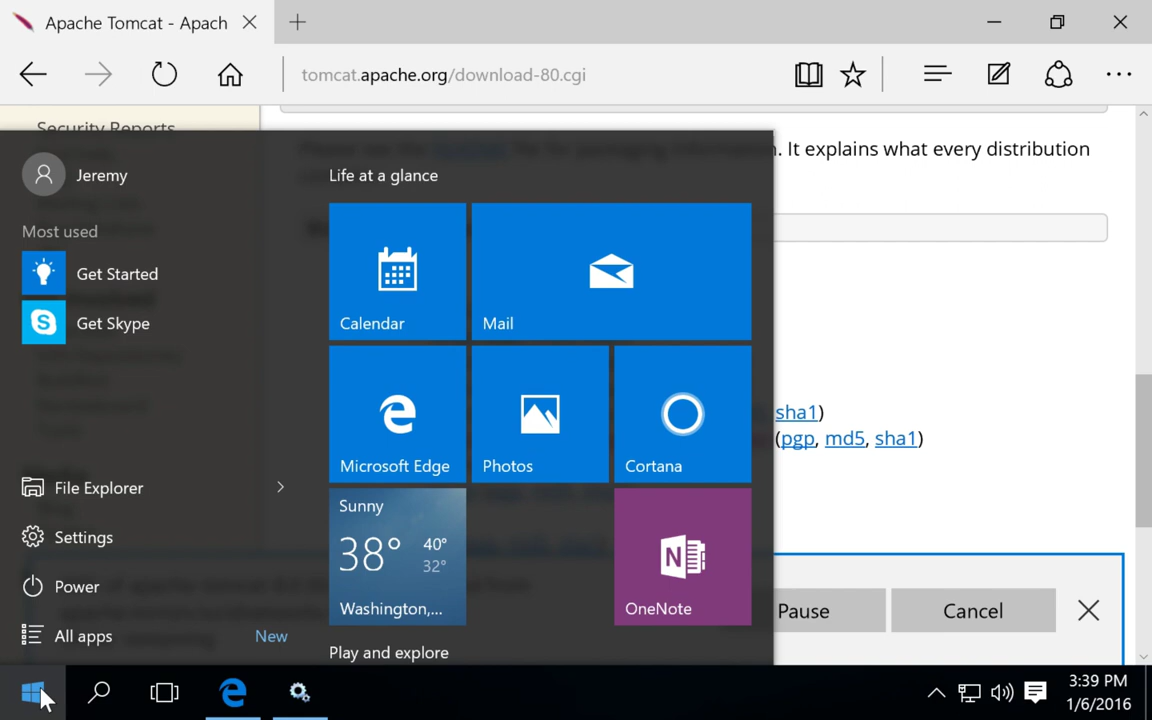 Apache Tomcat - Apach
tomcat.apache.org/download-80.cgi
Security Reports
. It explains what every distribution
Jeremy
Life at a glance
Most used
Get Started
Get Skype
Calendar
Mail
Microsoft Edge
Photos
Cortana
sha1)
(pgp, md5, sha1)
File Explorer
Settings
Power
All apps
New
Sunny
38°
40°
32°
Washington,...
OneNote
Play and explore
Pause
Cancel
3:39 PM
1/6/2016